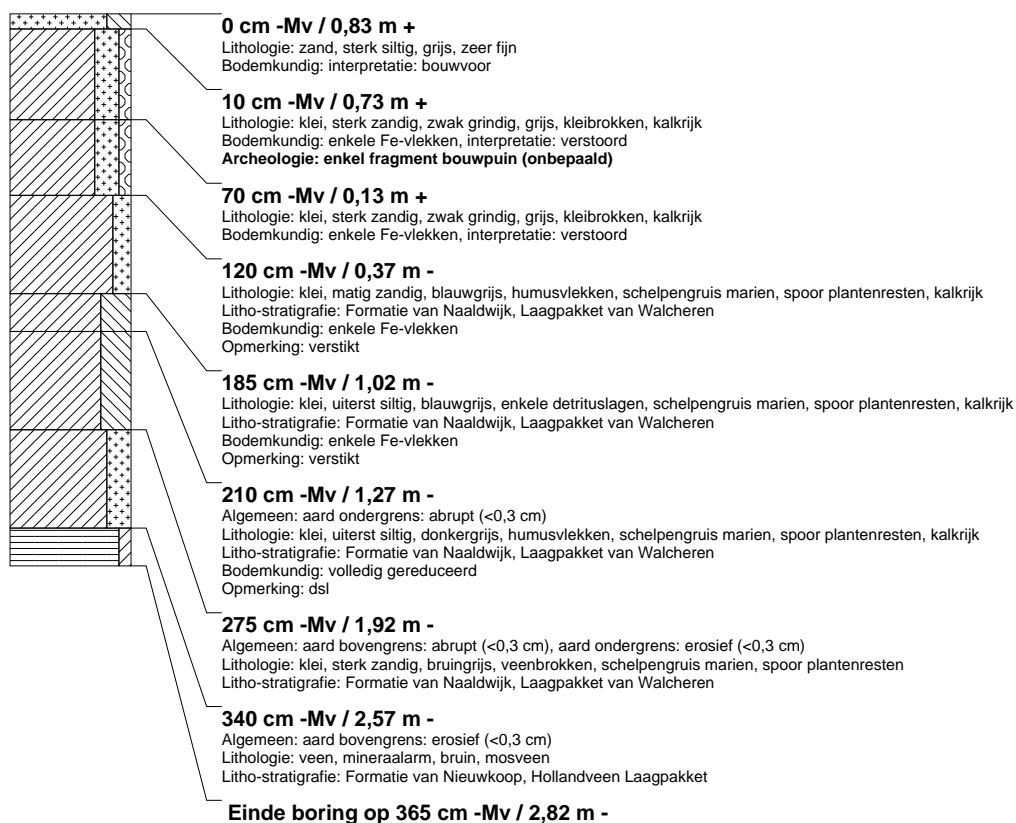 0 cm -Mv / 0,83 m +
Lithologie: zand, sterk siltig, grijs, zeer fijn
Bodemkundig: interpretatie: bouwvoor
10 cm -Mv / 0,73 m +
Lithologie: klei, sterk zandig, zwak grindig, grijs, kleibrokken, kalkrijk
Bodemkundig: enkele Fe-vlekken, interpretatie: verstoord
Archeologie: enkel fragment bouwpuin (onbepaald)
70 cm -Mv / 0,13 m +
Lithologie: klei, sterk zandig, zwak grindig, grijs, kleibrokken, kalkrijk
Bodemkundig: enkele Fe-vlekken, interpretatie: verstoord
120 cm -Mv / 0,37 m -
Lithologie: klei, matig zandig, blauwgrijs, humusvlekken, schelpengruis marien, spoor plantenresten, kalkrijk
Litho-stratigrafie: Formatie van Naaldwijk, Laagpakket van Walcheren
Bodemkundig: enkele Fe-vlekken
Opmerking: verstikt
185 cm -Mv / 1,02 m -
Lithologie: klei, uiterst siltig, blauwgrijs, enkele detrituslagen, schelpengruis marien, spoor plantenresten, kalkrijk
Litho-stratigrafie: Formatie van Naaldwijk, Laagpakket van Walcheren
Bodemkundig: enkele Fe-vlekken
Opmerking: verstikt
210 cm -Mv / 1,27 m -
Algemeen: aard ondergrens: abrupt (<0,3 cm)
Lithologie: klei, uiterst siltig, donkergrijs, humusvlekken, schelpengruis marien, spoor plantenresten, kalkrijk
Litho-stratigrafie: Formatie van Naaldwijk, Laagpakket van Walcheren
Bodemkundig: volledig gereduceerd
Opmerking: dsl
275 cm -Mv / 1,92 m -
Algemeen: aard bovengrens: abrupt (<0,3 cm), aard ondergrens: erosief (<0,3 cm)
Lithologie: klei, sterk zandig, bruingrijs, veenbrokken, schelpengruis marien, spoor plantenresten
Litho-stratigrafie: Formatie van Naaldwijk, Laagpakket van Walcheren
340 cm -Mv / 2,57 m -
Algemeen: aard bovengrens: erosief (<0,3 cm)
Lithologie: veen, mineraalarm, bruin, mosveen
Litho-stratigrafie: Formatie van Nieuwkoop, Hollandveen Laagpakket
Einde boring op 365 cm -Mv / 2,82 m -